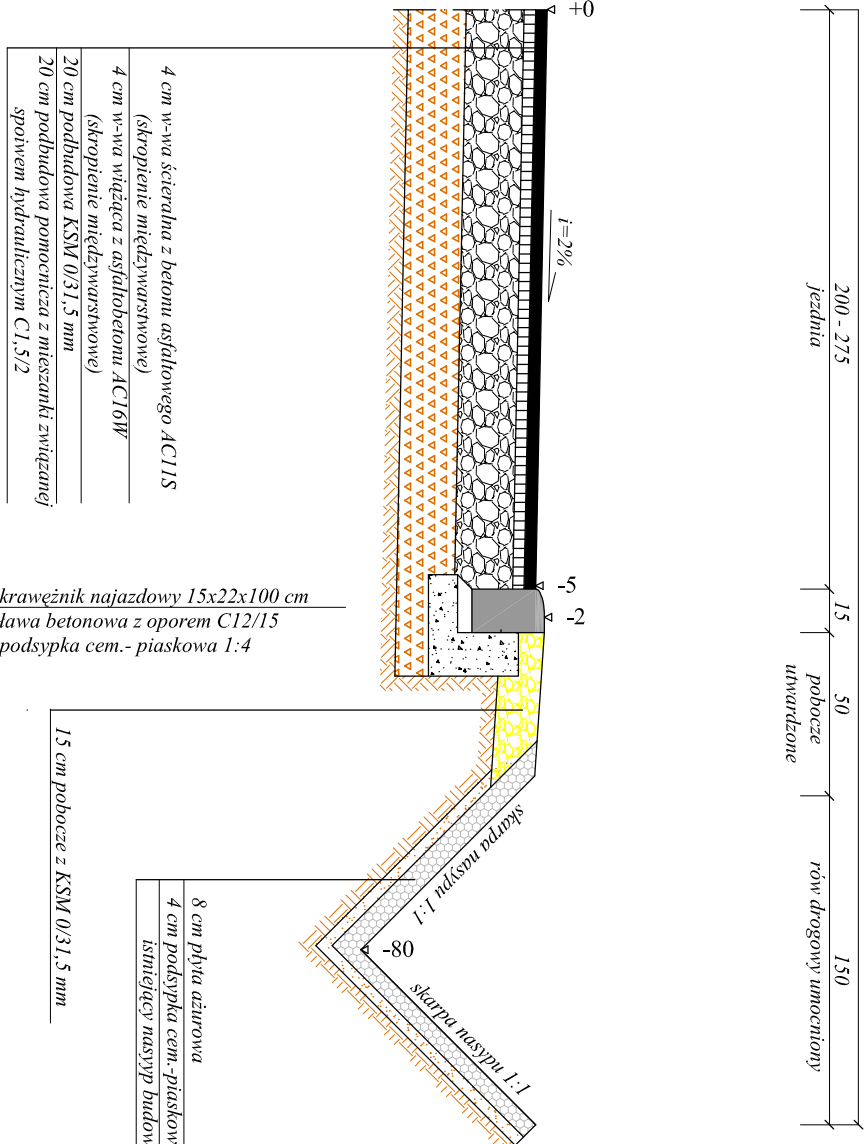 200 - 275
jezdnia
15
50
pobocze
utwardzone
150
rów drogowy umocniony
+0
i=2%
-5
-2
skarpa nasypu 1:1
-80
skarpa nasypu 1:1
4 cm w-wa ścieralna z betonu asfaltowego AC11S
(skropienie międzywarstwowe)
4 cm w-wa wiążąca z asfaltobetonu AC16W
(skropienie międzywarstwowe)
20 cm podbudowa KSM 0/31,5 mm
20 cm podbudowa pomocnicza z mieszanki związanej
spoiwem hydraulicznym C1,5/2
krawężnik najazdowy 15x22x100 cm
ława betonowa z oporem C12/15
podsypka cem.- piaskowa 1:4
15 cm pobocze z KSM 0/31,5 mm
8 cm płyta ażurowa
4 cm podsypka cem.-piaskow
istniejący nasyyp budow